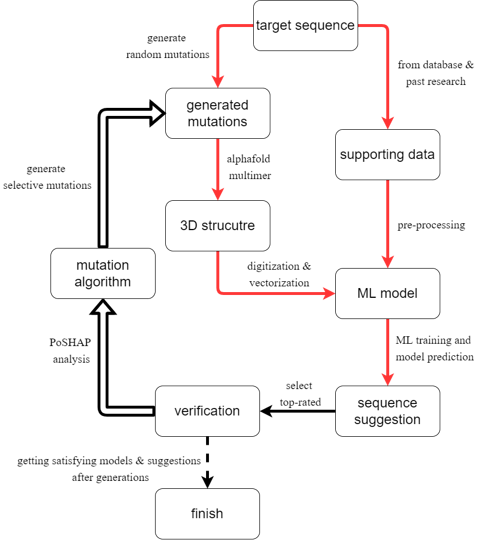 target sequence
generate
random mutations
from database &
past research
generated
mutations
alphafold
multimer
supporting data
generate
selective mutations
3D strucutre
pre-processing
mutation
algorithm
digitization &
vectorization
ML model
PoSHAP
analysis
ML training and
model prediction
select
top-rated
verification
sequence
suggestion
getting satisfying models & suggestions
after generations
finish